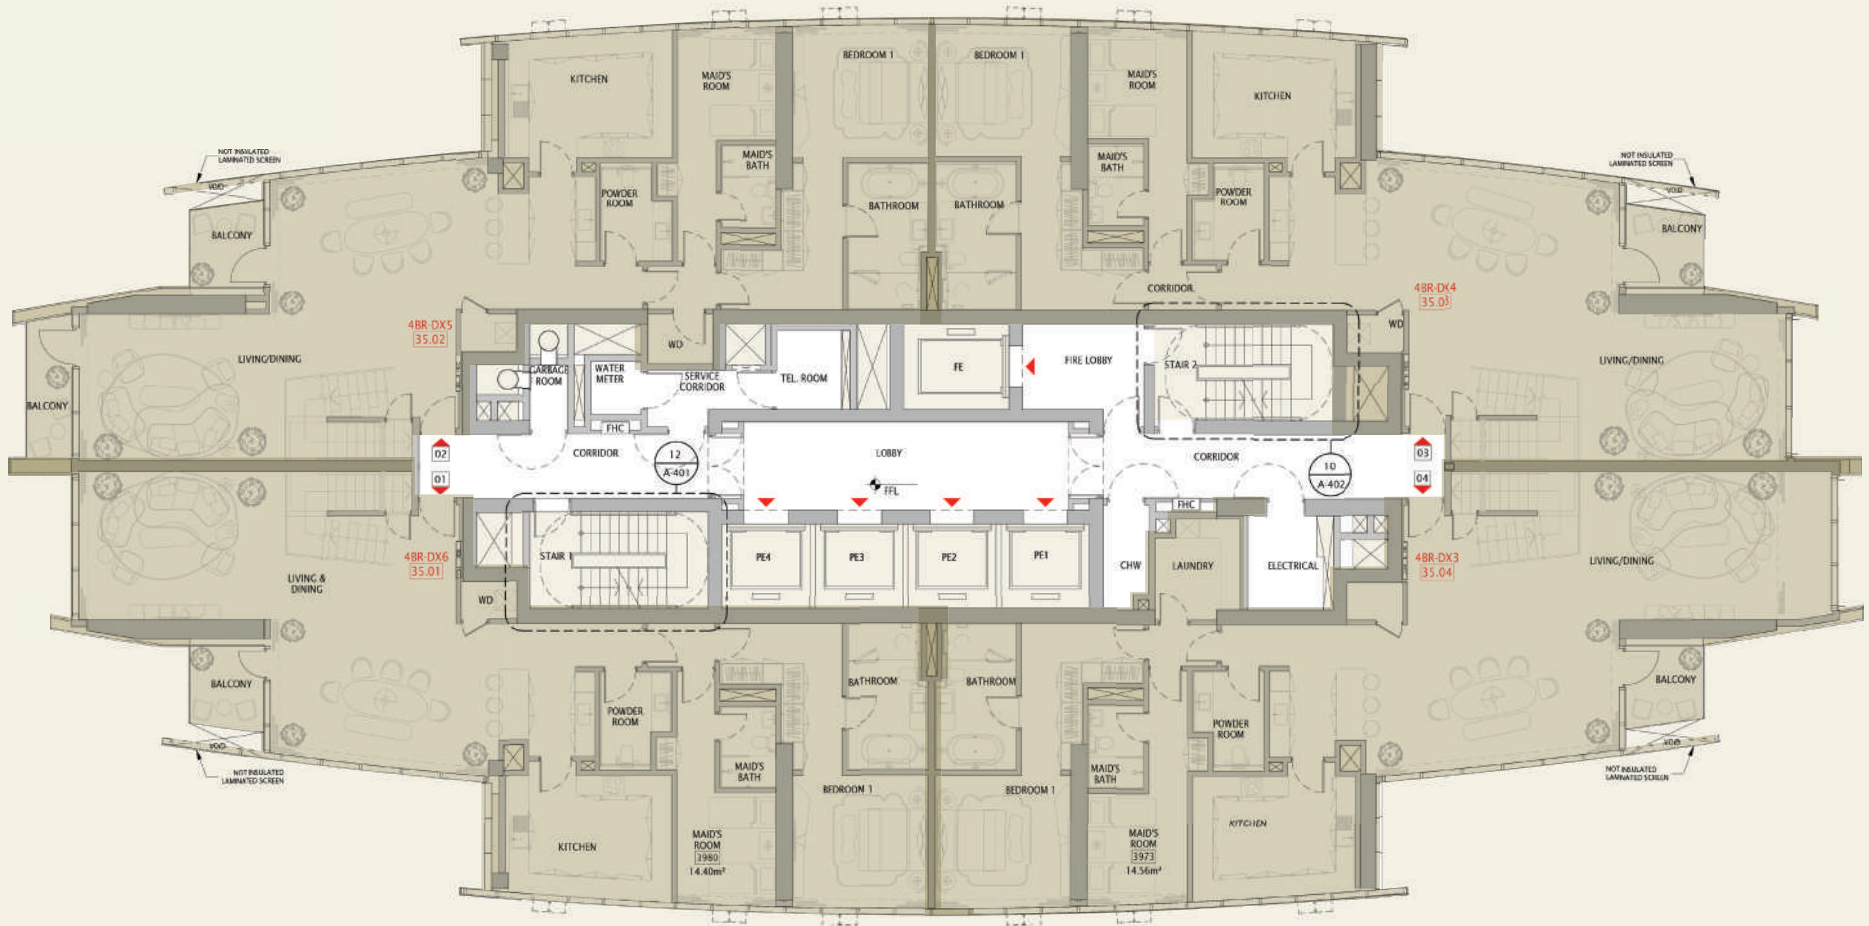 BEDROOM 1
BEDROOM 1
KITCHEN
MAID'S
ROOM
MAID'S
ROOM
KITCHEN
NOT INSULATED
LAMINATED SCREEN
VOID
MAID'S
BATH
MAID'S
BATH
NOT INSULATED
LAMINATED SCREEN
VOID
POWDER
ROOM
BATHROOM
BATHROOM
POWDER
ROOM
BALCONY
BALCONY
CORRIDOR
4BR-DX5
35.02
4BR-DX4
35.03
WD
WD
LIVING/DINING
GARBAGE
ROOM
WATER
METER
SERVICE
CORRIDOR
TEL. ROOM
FE
FIRE LOBBY
STAIR 2
LIVING/DINING
BALCONY
FHC
02
CORRIDOR
12
A-401
LOBBY
CORRIDOR
10
A-402
03
01
FFL
04
FHC
4BR-DX6
35.01
STAIR 1
PE4
PE3
PE2
PE1
CHW
LAUNDRY
ELECTRICAL
4BR-DX3
35.04
LIVING &
DINING
WD
LIVING/DINING
BALCONY
BATHROOM
BATHROOM
BALCONY
POWDER
ROOM
POWDER
ROOM
VOID
NOT INSULATED
LAMINATED SCREEN
MAID'S
BATH
MAID'S
BATH
VOID
NOT INSULATED
LAMINATED SCREEN
BEDROON 1
BEDROOM 1
KITCHEN
MAID'S
ROOM
3980
14.40m²
MAID'S
ROOM
3973
14.56m²
KITCHEN